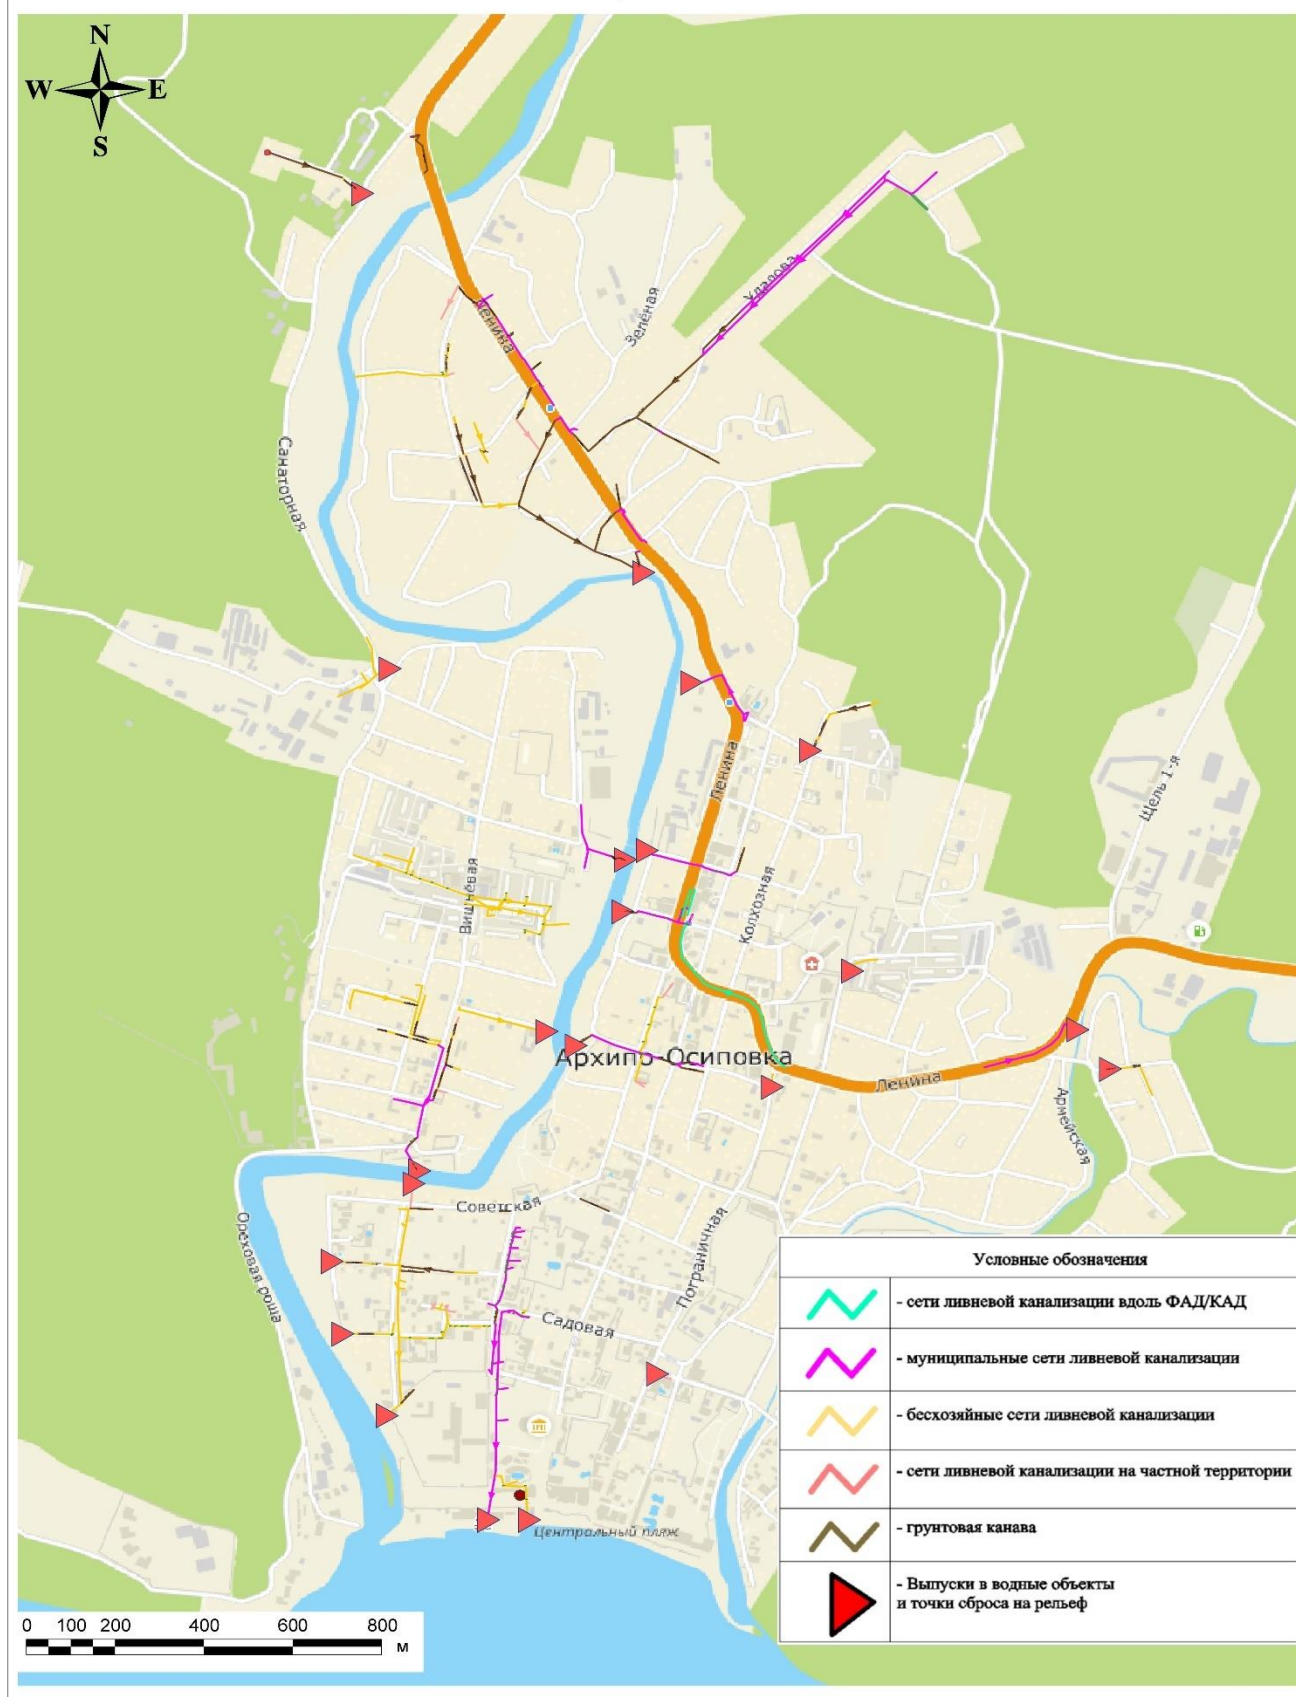 N
W E
S
Удалова
Зелёная
Ленина
Санаторная
Щель 1-я
Ленина
Вишнёвая
Колхозная
Архипо-Осиповка
Ленина
Армейская
Советская
Ореховая роща
Пограничная
Садовая
Центральный пляж
Условные обозначения
- сети ливневой канализации вдоль ФАД/КАД
- муниципальные сети ливневой канализации
- бесхозяйные сети ливневой канализации
- сети ливневой канализации на частной территории
- грунтовая канава
- Выпуски в водные объекты
и точки сброса на рельеф
0 100 200 400 600 800
м